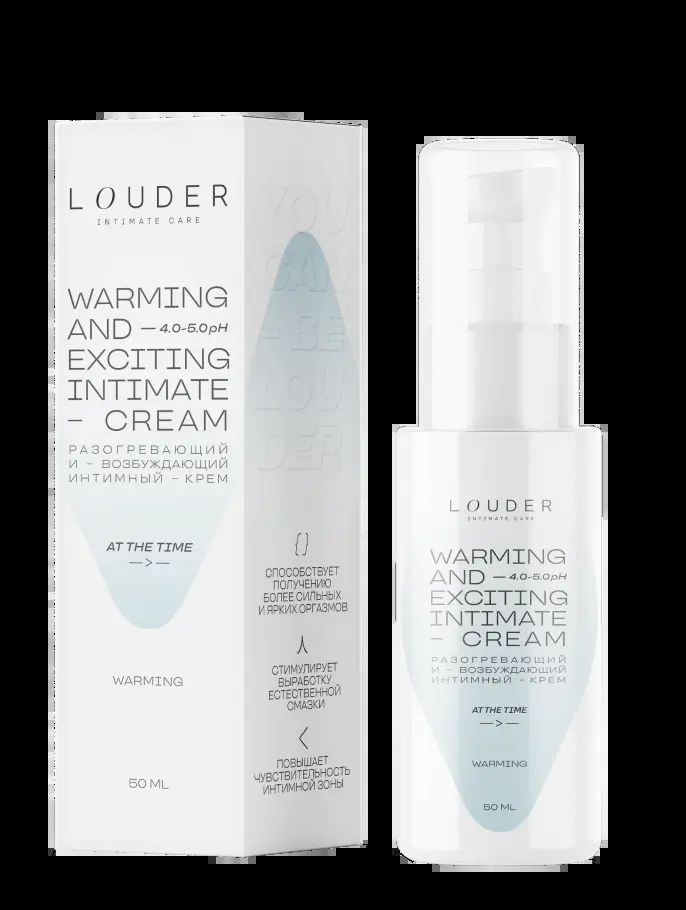 LOUDER
INTIMATE CARE
WARMING
AND — 4.0-5.0pH
EXCITING
INTIMATE
— CREAM
РАЗОГРЕВАЮЩИЙ
И – ВОЗБУЖДАЮЩИЙ
ИНТИМНЫЙ – КРЕМ
AT THE TIME
—>—
WARMING
50 ML
YOU
CAN
– BE
LOU
DER
{}
СПОСОБСТВУЕТ
ПОЛУЧЕНИЮ
БОЛЕЕ СИЛЬНЫХ
И ЯРКИХ ОРГАЗМОВ
СТИМУЛИРУЕТ
ВЫРАБОТКУ
ЕСТЕСТВЕННОЙ
СМАЗКИ
ПОВЫШАЕТ
ЧУВСТВИТЕЛЬНОСТЬ
ИНТИМНОЙ ЗОНЫ
LOUDER
INTIMATE CARE
WARMING
AND — 4.0-5.0pH
EXCITING
INTIMATE
— CREAM
РАЗОГРЕВАЮЩИЙ
И – ВОЗБУЖДАЮЩИЙ
ИНТИМНЫЙ – КРЕМ
AT THE TIME
—>—
WARMING
50 ML